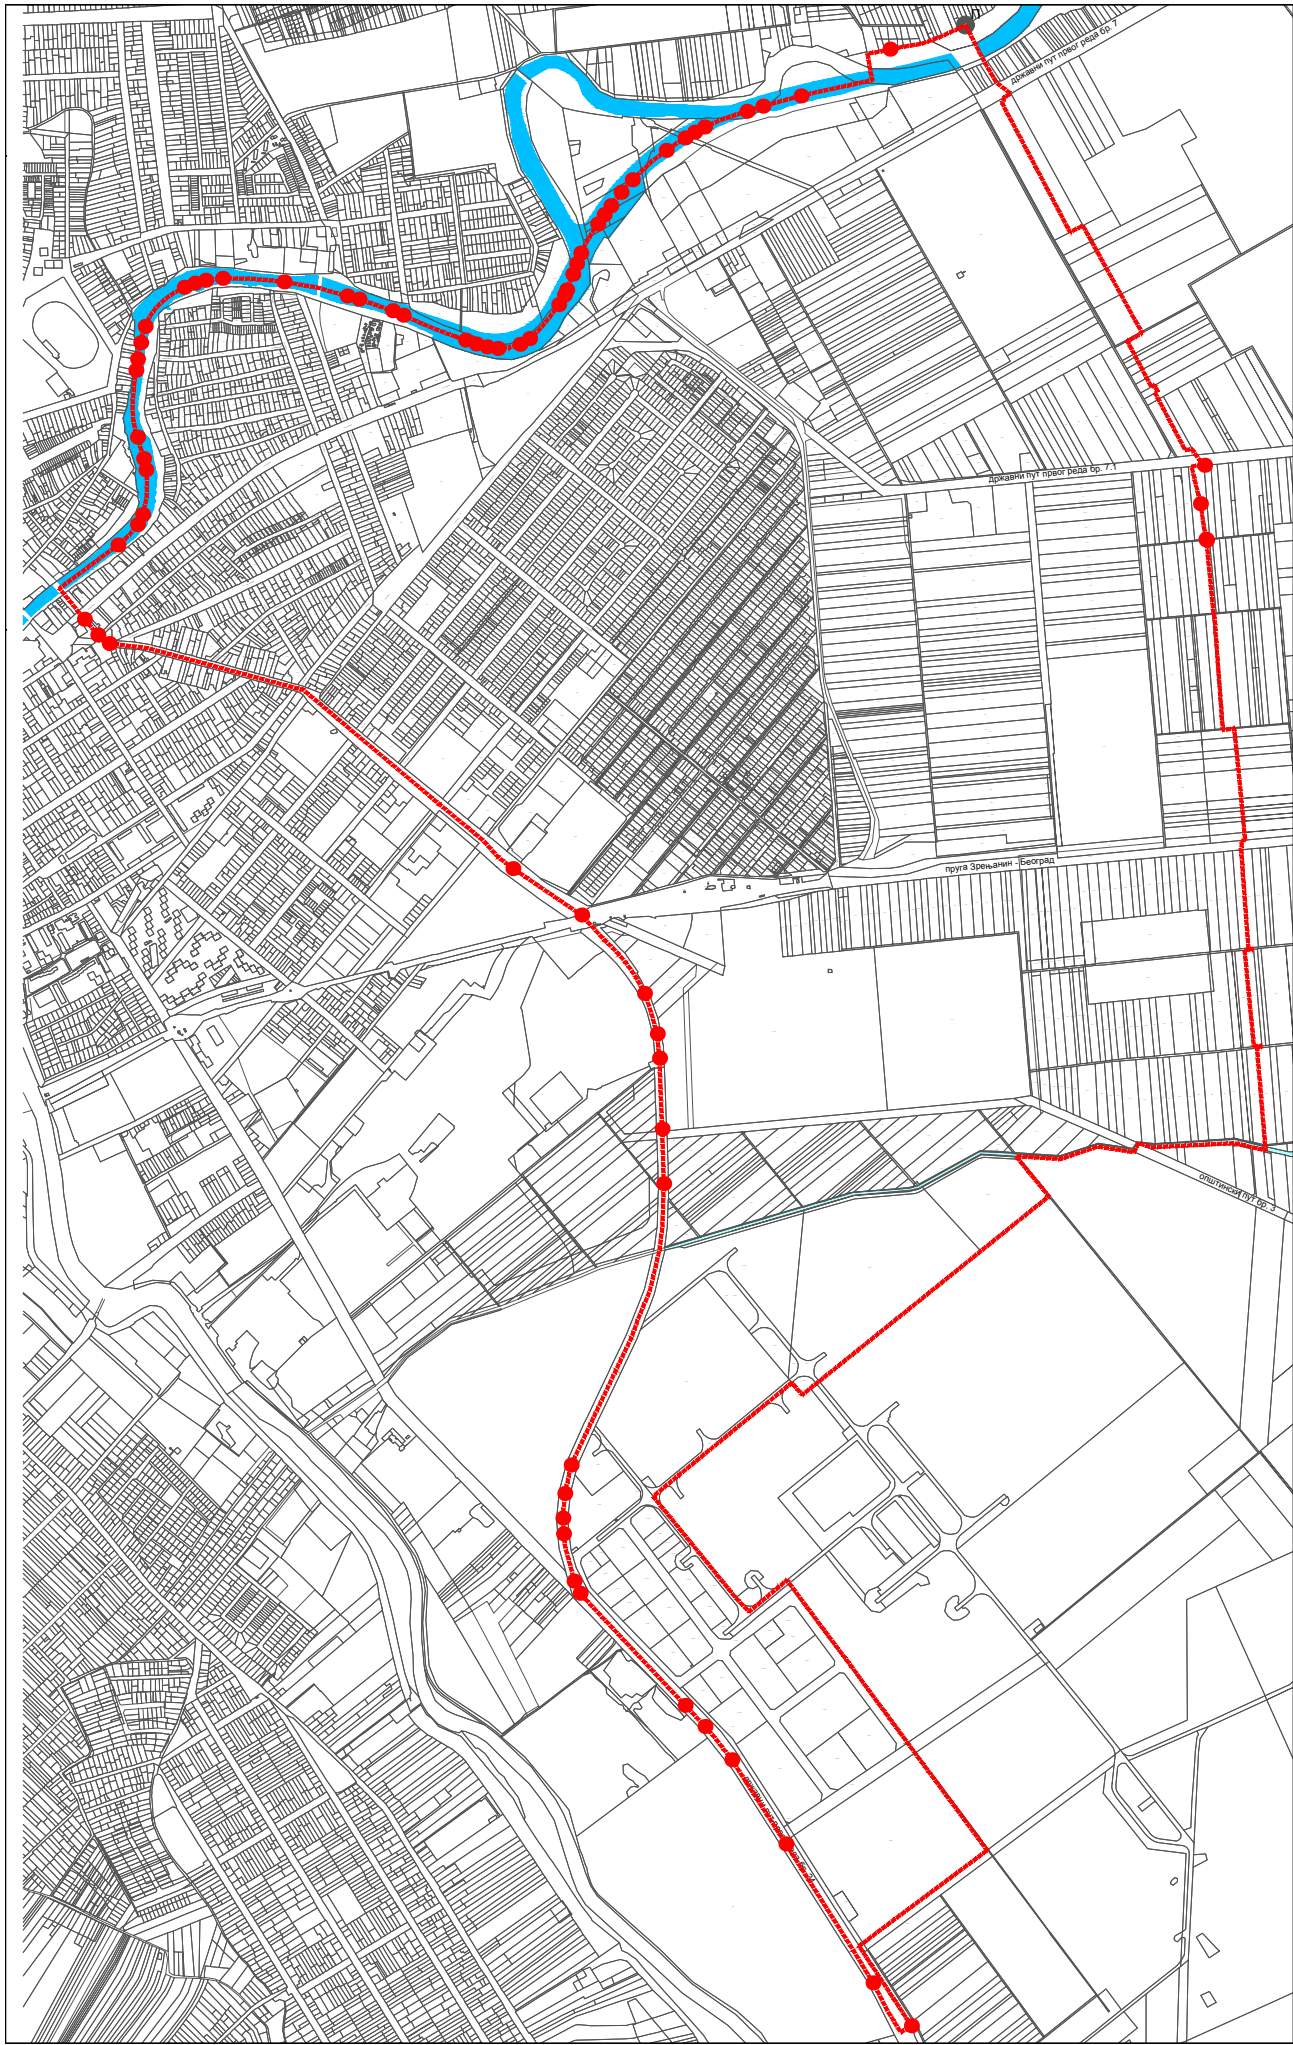 државни пут првог реда бр. 7
државни пут првог реда бр. 7.1
пруга Зрењанин - Београд
општински пут бр. 3